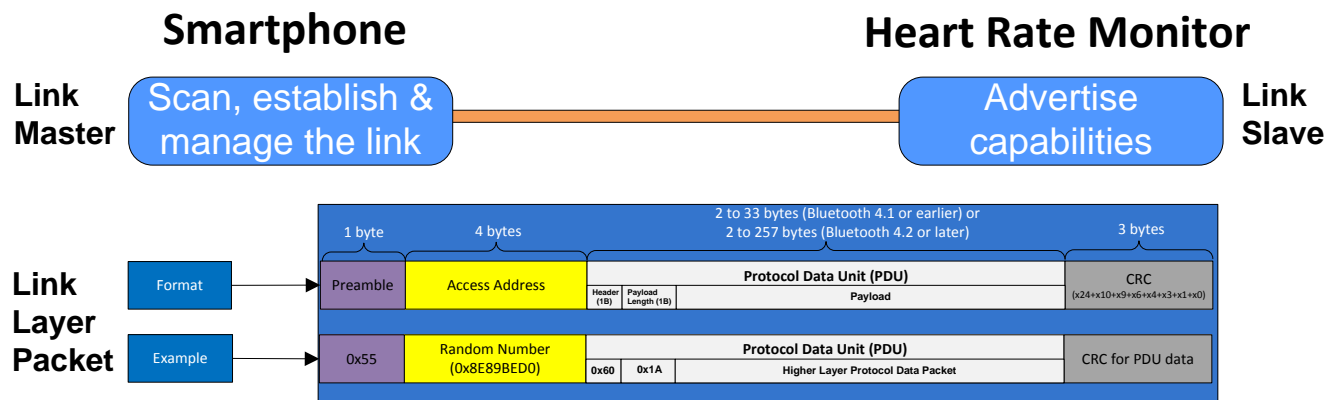 Smartphone
Heart Rate Monitor
Link
Master
Scan, establish &
manage the link
Advertise
capabilities
Link
Slave
2 to 33 bytes (Bluetooth 4.1 or earlier) or
2 to 257 bytes (Bluetooth 4.2 or later)
1 byte
4 bytes
3 bytes
Link
Layer
Packet
Format
Preamble
Access Address
Protocol Data Unit (PDU)
Header
(1B)
Payload
Length (1B)
Payload
CRC
(x24+x10+x9+x6+x4+x3+x1+x0)
Example
0x55
Random Number
(0x8E89BED0)
Protocol Data Unit (PDU)
0x60
0x1A
Higher Layer Protocol Data Packet
CRC for PDU data